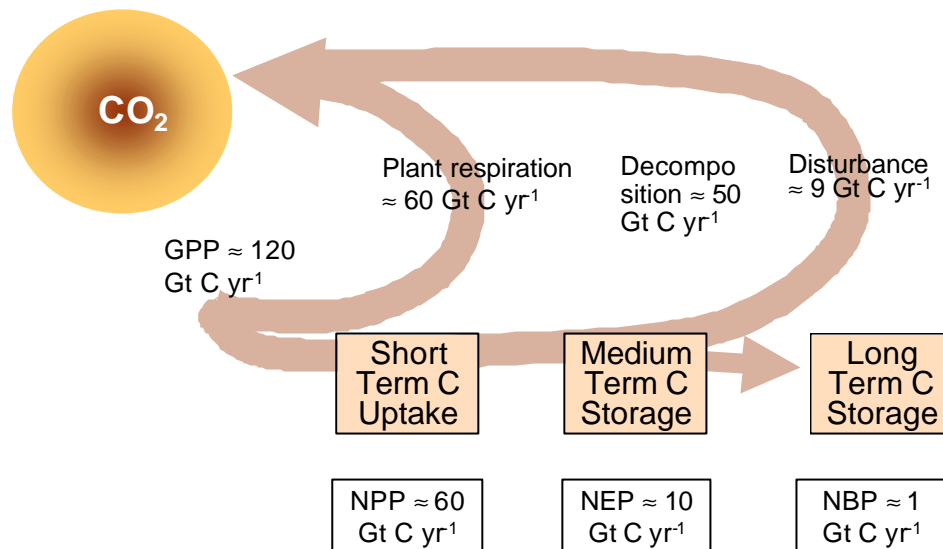 CO₂
Plant respiration
≈ 60 Gt C yr⁻¹
Decompo
sition ≈ 50
Gt C yr⁻¹
Disturbance
≈ 9 Gt C yr⁻¹
GPP ≈ 120
Gt C yr⁻¹
Short
Term C
Uptake
Medium
Term C
Storage
Long
Term C
Storage
NPP ≈ 60
Gt C yr⁻¹
NEP ≈ 10
Gt C yr⁻¹
NBP ≈ 1
Gt C yr⁻¹